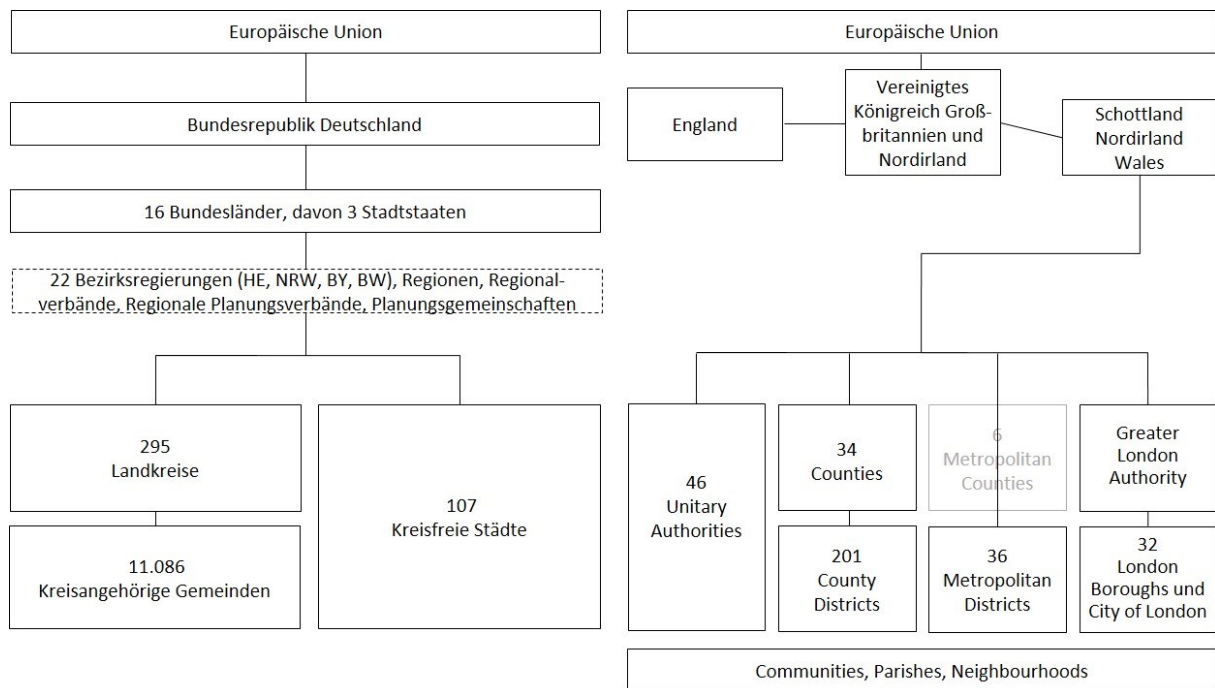 Europäische Union
Bundesrepublik Deutschland
16 Bundesländer, davon 3 Stadtstaaten
22 Bezirksregierungen (HE, NRW, BY, BW), Regionen, Regional-
verbände, Regionale Planungsverbände, Planungsgemeinschaften
295
Landkreise
11.086
Kreisangehörige Gemeinden
107
Kreisfreie Städte
Europäische Union
England
Vereinigtes
Königreich Groß-
britannien und
Nordirland
Schottland
Nordirland
Wales
46
Unitary
Authorities
34
Counties
201
County
Districts
6
Metropolitan
Counties
36
Metropolitan
Districts
Greater
London
Authority
32
London
Boroughs und
City of London
Communities, Parishes, Neighbourhoods